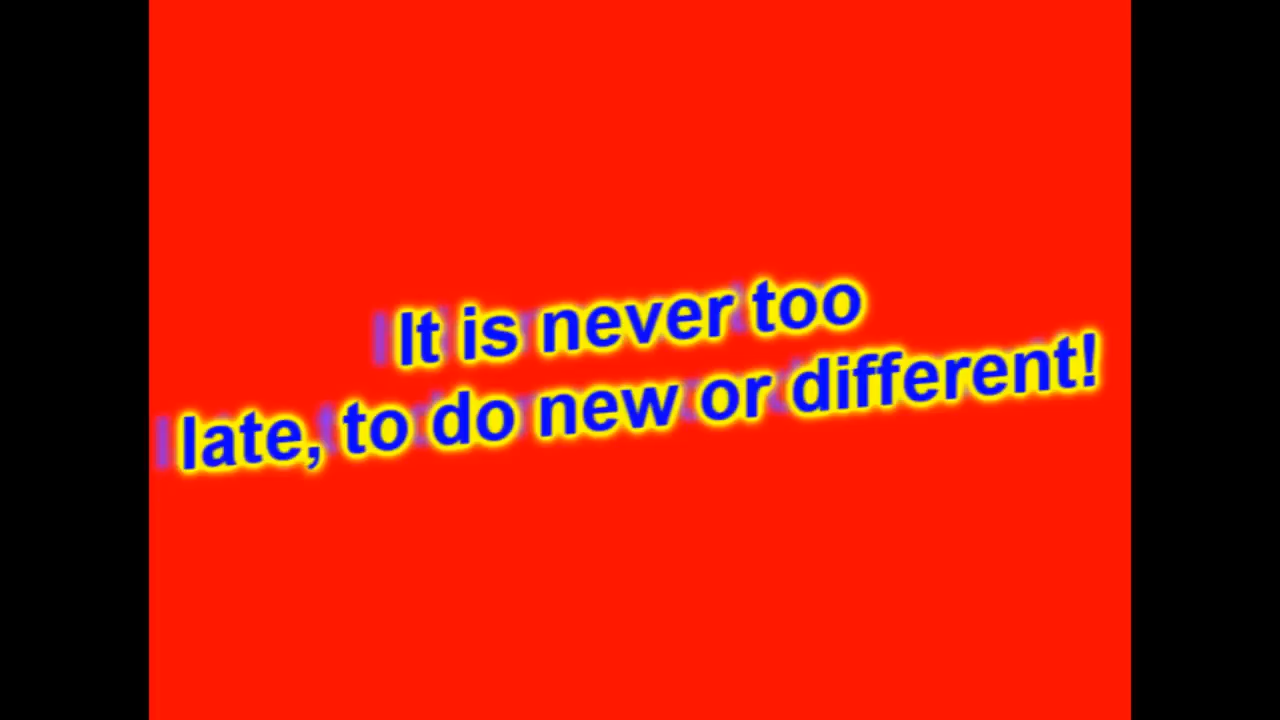 It is never too
late, to do new or different!